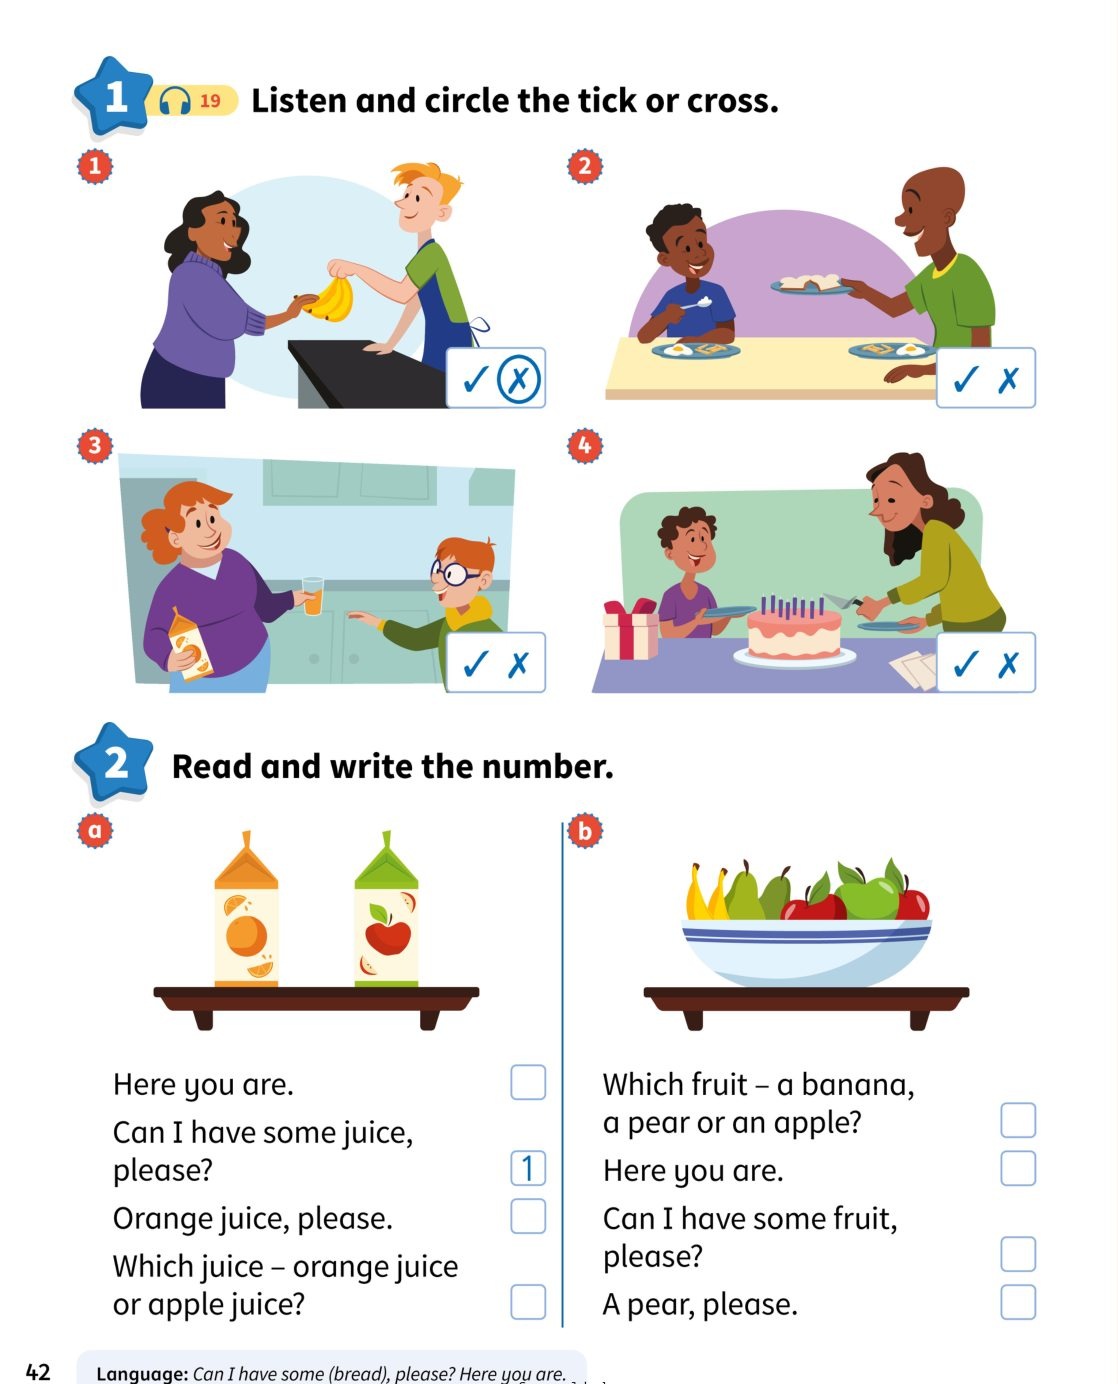 1 19 Listen and circle the tick or cross.
1
2
✓ ✗
✓ ✗
3
4
✓ ✗
✓ ✗
2 Read and write the number.
a
b
Here you are.
Can I have some juice,
please? 1
Orange juice, please.
Which juice – orange juice
or apple juice?
Which fruit – a banana,
a pear or an apple?
Here you are.
Can I have some fruit,
please?
A pear, please.
42 Language: Can I have some (bread), please? Here you are.